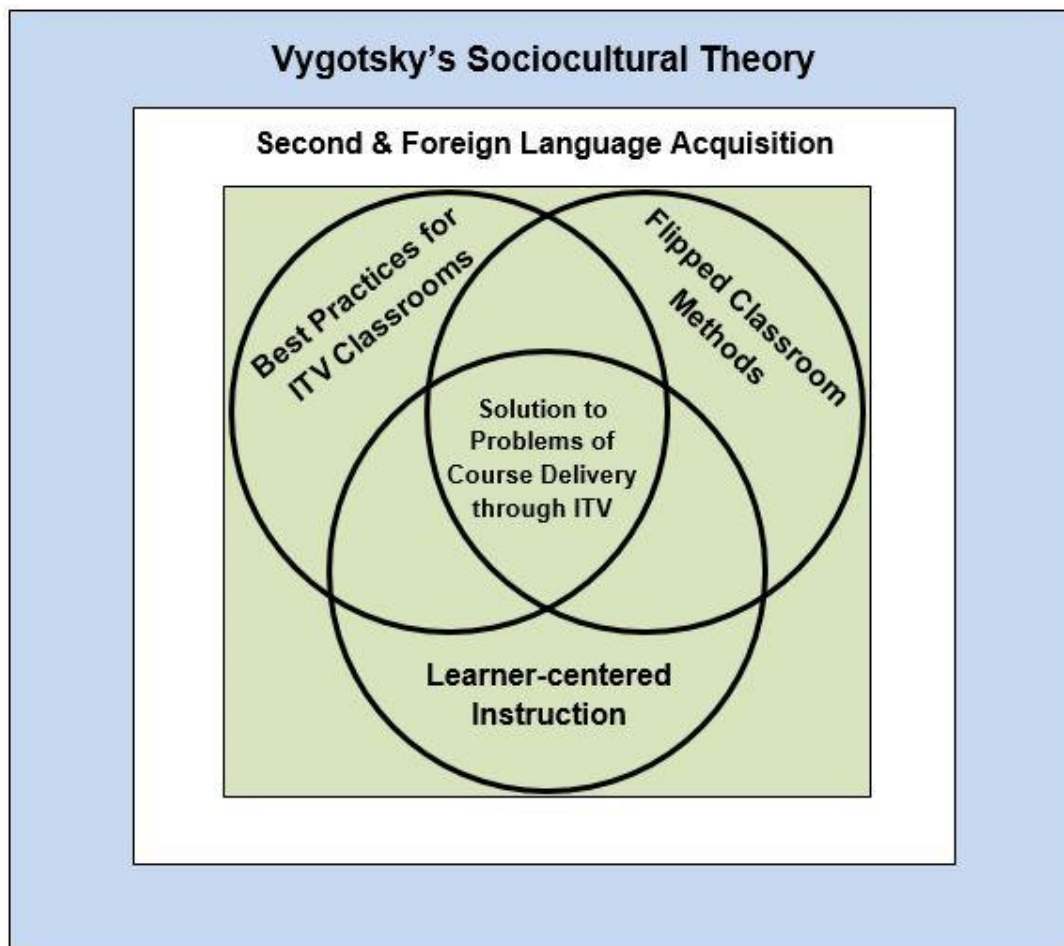 Vygotsky’s Sociocultural Theory
Second & Foreign Language Acquisition
Best Practices for
ITV Classrooms
Flipped Classroom
Methods
Solution to
Problems of
Course Delivery
through ITV
Learner-centered
Instruction